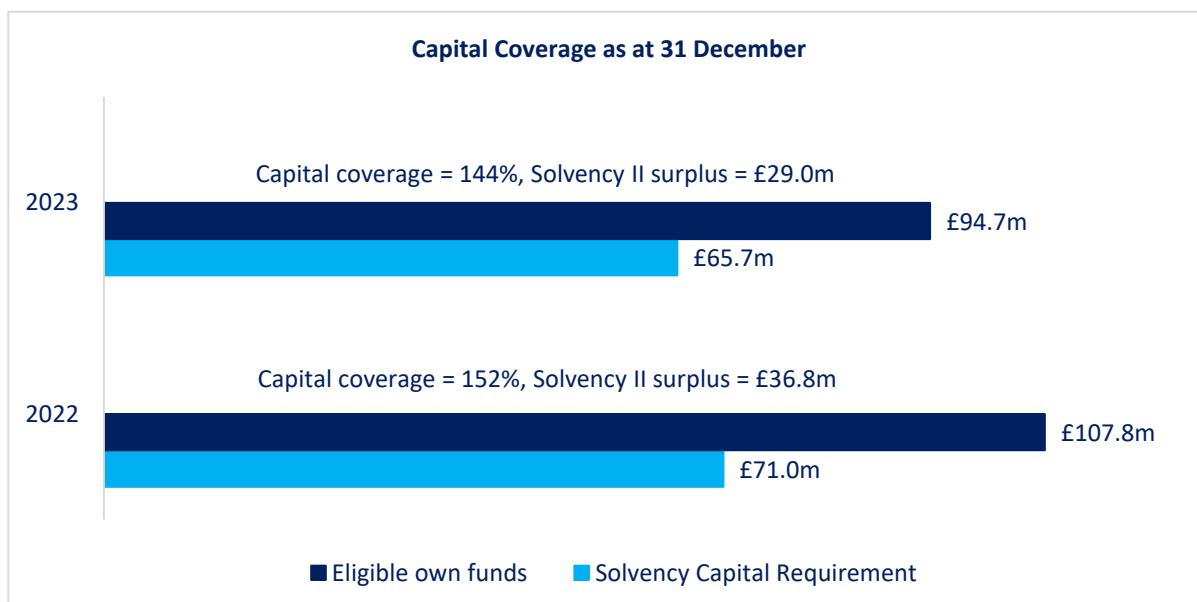 Capital Coverage as at 31 December
Capital coverage = 144%, Solvency II surplus = £29.0m
2023
£94.7m
£65.7m
Capital coverage = 152%, Solvency II surplus = £36.8m
2022
£107.8m
£71.0m
Eligible own funds
Solvency Capital Requirement